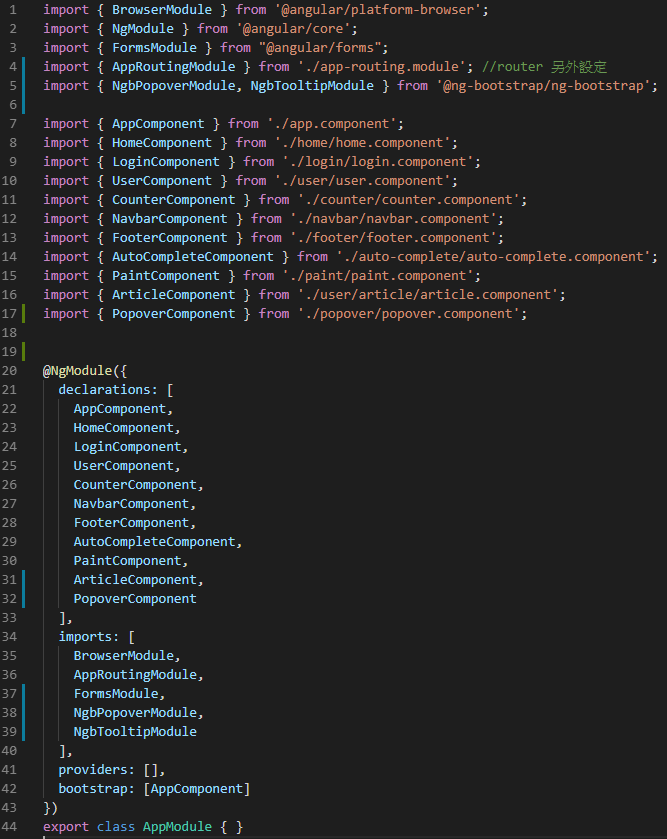 1 import { BrowserModule } from '@angular/platform-browser';
2 import { NgModule } from '@angular/core';
3 import { FormsModule } from "@angular/forms";
4 import { AppRoutingModule } from './app-routing.module'; //router 另外設定
5 import { NgbPopoverModule, NgbTooltipModule } from '@ng-bootstrap/ng-bootstrap';
6
7 import { AppComponent } from './app.component';
8 import { HomeComponent } from './home/home.component';
9 import { LoginComponent } from './login/login.component';
10 import { UserComponent } from './user/user.component';
11 import { CounterComponent } from './counter/counter.component';
12 import { NavbarComponent } from './navbar/navbar.component';
13 import { FooterComponent } from './footer/footer.component';
14 import { AutoCompleteComponent } from './auto-complete/auto-complete.component';
15 import { PaintComponent } from './paint/paint.component';
16 import { ArticleComponent } from './user/article/article.component';
17 import { PopoverComponent } from './popover/popover.component';
18
19
20 @NgModule({
21   declarations: [
22     AppComponent,
23     HomeComponent,
24     LoginComponent,
25     UserComponent,
26     CounterComponent,
27     NavbarComponent,
28     FooterComponent,
29     AutoCompleteComponent,
30     PaintComponent,
31     ArticleComponent,
32     PopoverComponent
33   ],
34   imports: [
35     BrowserModule,
36     AppRoutingModule,
37     FormsModule,
38     NgbPopoverModule,
39     NgbTooltipModule
40   ],
41   providers: [],
42   bootstrap: [AppComponent]
43 })
44 export class AppModule { }